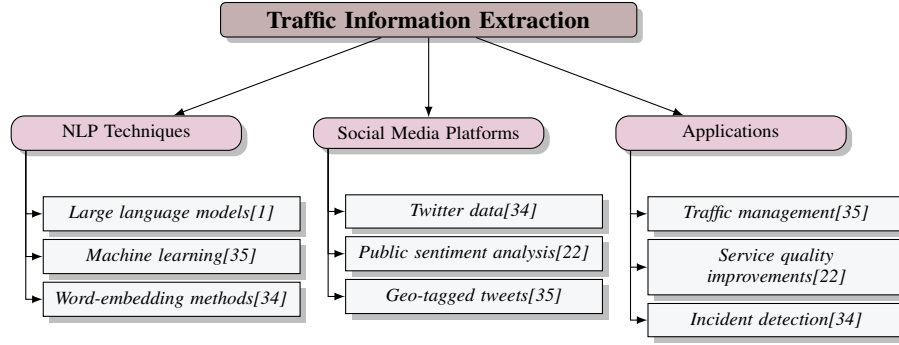 Traffic Information Extraction
NLP Techniques
Large language models[1]
Machine learning[35]
Word-embedding methods[34]
Social Media Platforms
Twitter data[34]
Public sentiment analysis[22]
Geo-tagged tweets[35]
Applications
Traffic management[35]
Service quality
improvements[22]
Incident detection[34]